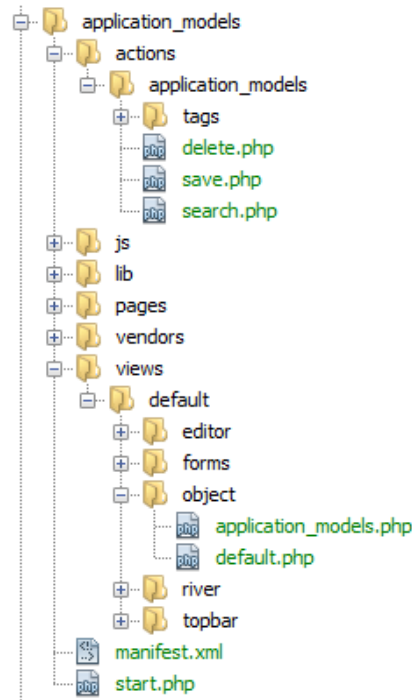 application_models
actions
application_models
tags
delete.php
save.php
search.php
js
lib
pages
vendors
views
default
editor
forms
object
application_models.php
default.php
river
topbar
manifest.xml
start.php